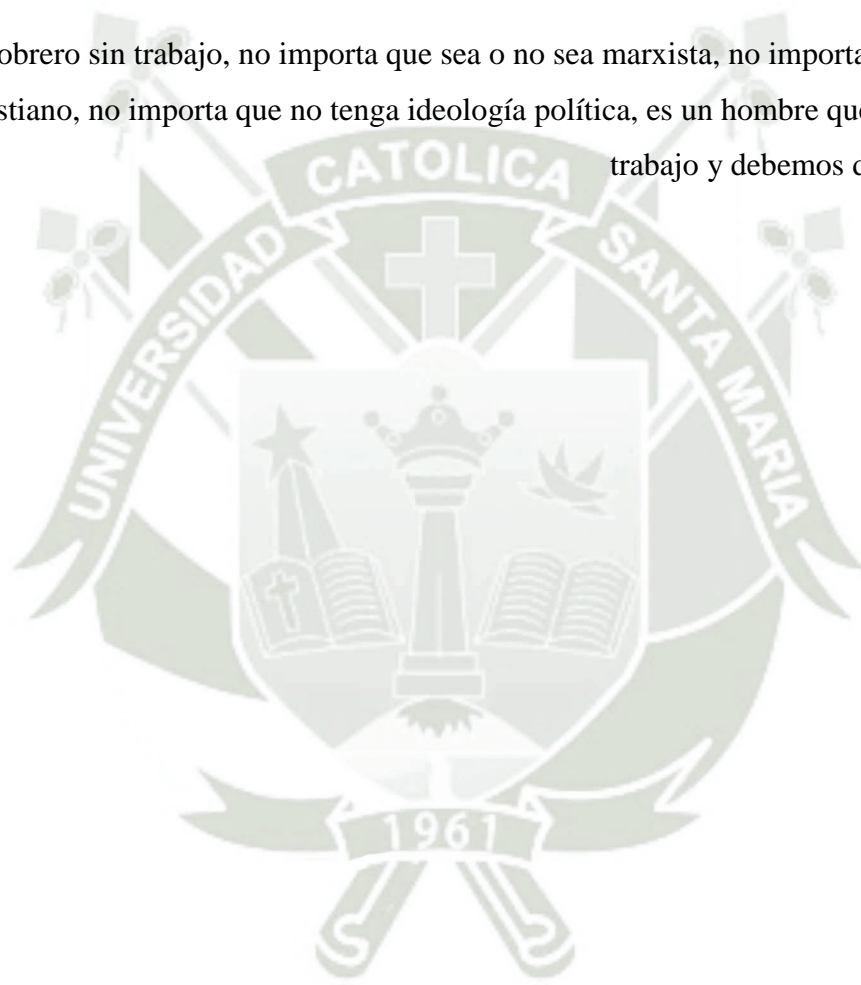 obrero sin trabajo, no importa que sea o no sea marxista, no importa
stiano, no importa que no tenga ideología política, es un hombre que
trabajo y debemos
UNIVERSIDAD CATOLICA SANTA MARIA
1961